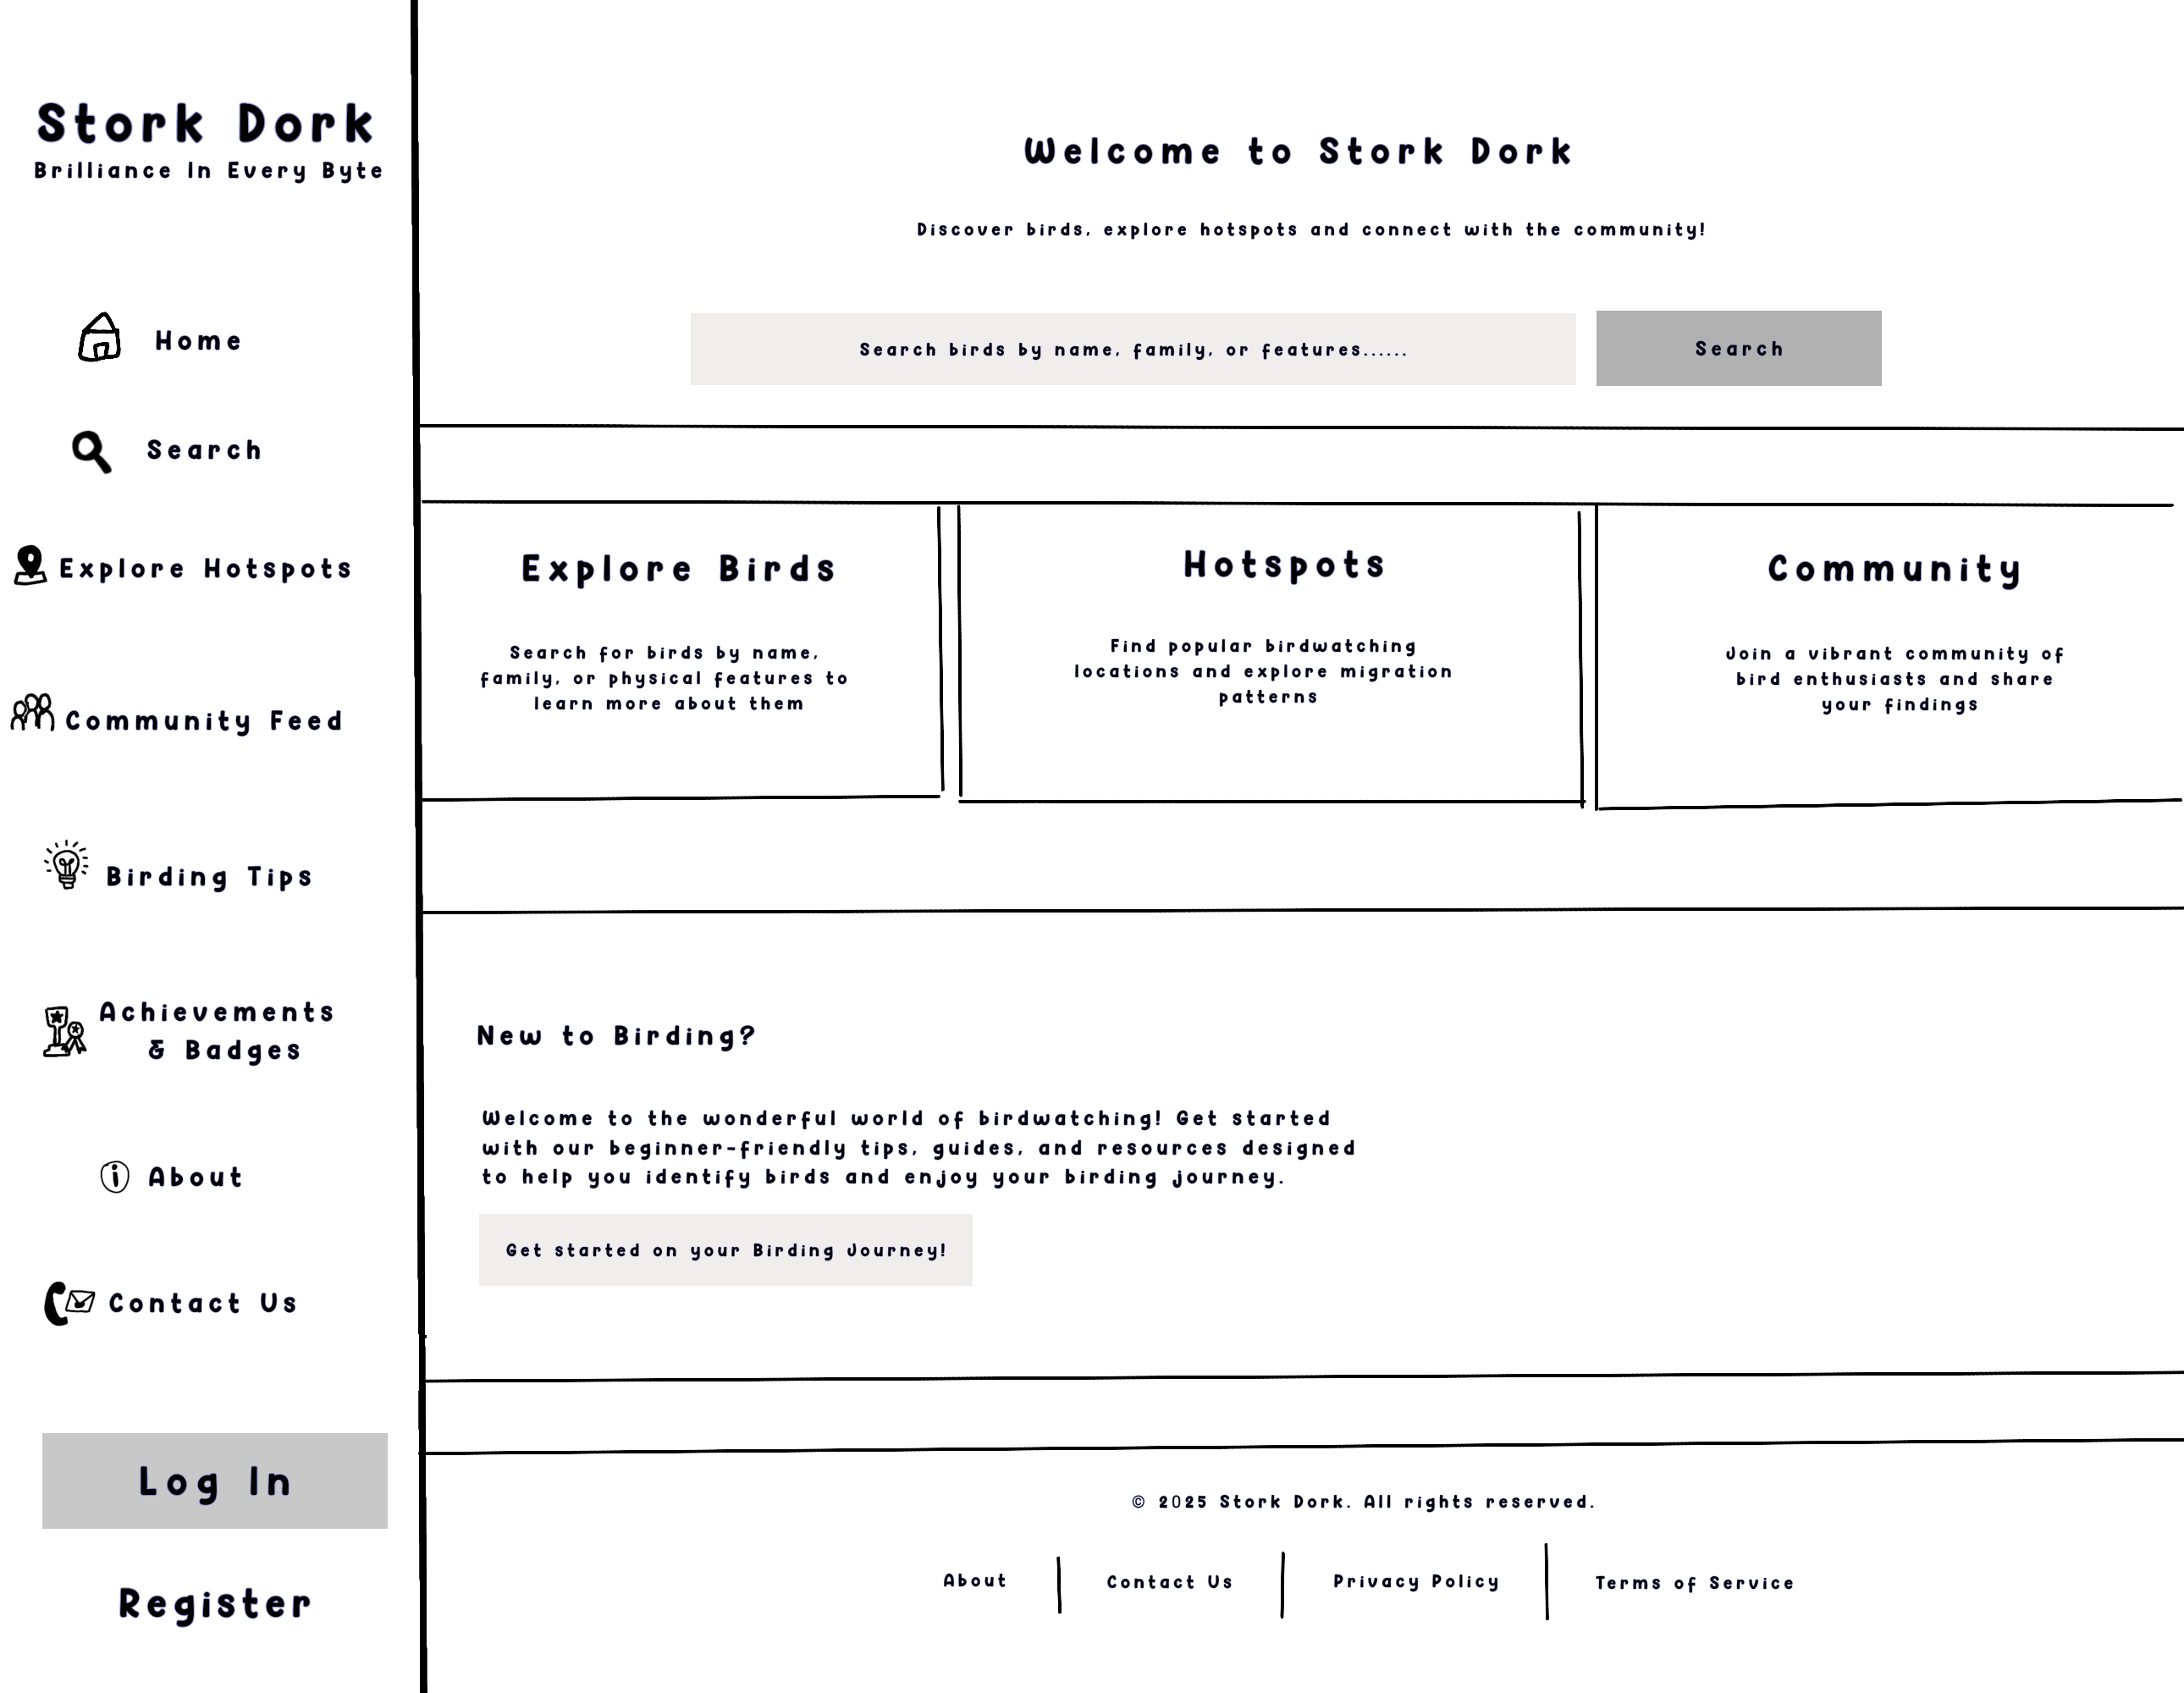 Stork Dork
Brilliance In Every Byte
Home
Search
Explore Hotspots
Community Feed
Birding Tips
Achievements
& Badges
About
Contact Us
Log In
Register
Welcome to Stork Dork
Discover birds, explore hotspots and connect with the community!
Search birds by name, family, or features......
Search
Explore Birds
Search for birds by name,
family, or physical features to
learn more about them
Hotspots
Find popular birdwatching
locations and explore migration
patterns
Community
Join a vibrant community of
bird enthusiasts and share
your findings
New to Birding?
Welcome to the wonderful world of birdwatching! Get started
with our beginner-friendly tips, guides, and resources designed
to help you identify birds and enjoy your birding journey.
Get started on your Birding Journey!
© 2025 Stork Dork. All rights reserved.
About
Contact Us
Privacy Policy
Terms of Service